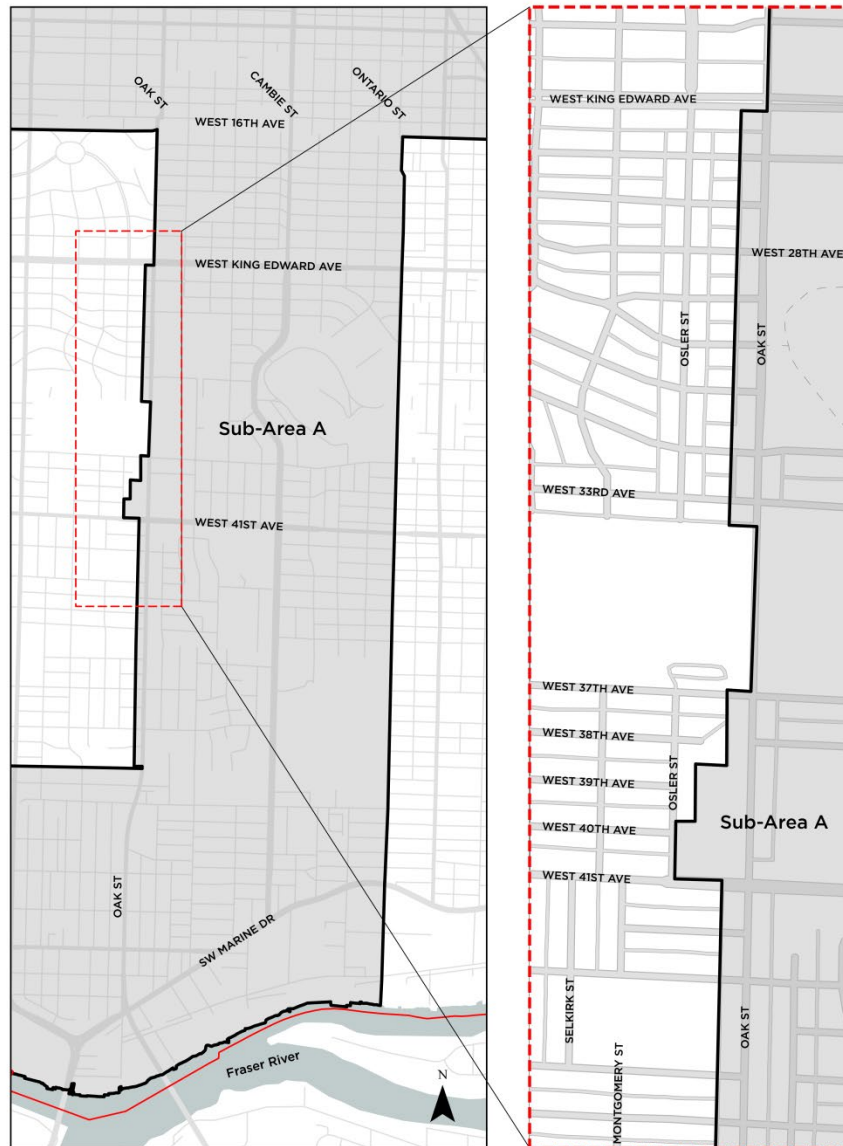 OAK ST
CAMBIE ST
ONTARIO ST
WEST 16TH AVE
WEST KING EDWARD AVE
Sub-Area A
WEST 41ST AVE
OAK ST
SW MARINE DR
Fraser River
N
WEST KING EDWARD AVE
WEST 28TH AVE
OSLER ST
OAK ST
WEST 33RD AVE
WEST 37TH AVE
WEST 38TH AVE
OSLER ST
WEST 39TH AVE
Sub-Area A
WEST 40TH AVE
WEST 41ST AVE
SELKIRK ST
OAK ST
MONTGOMERY ST